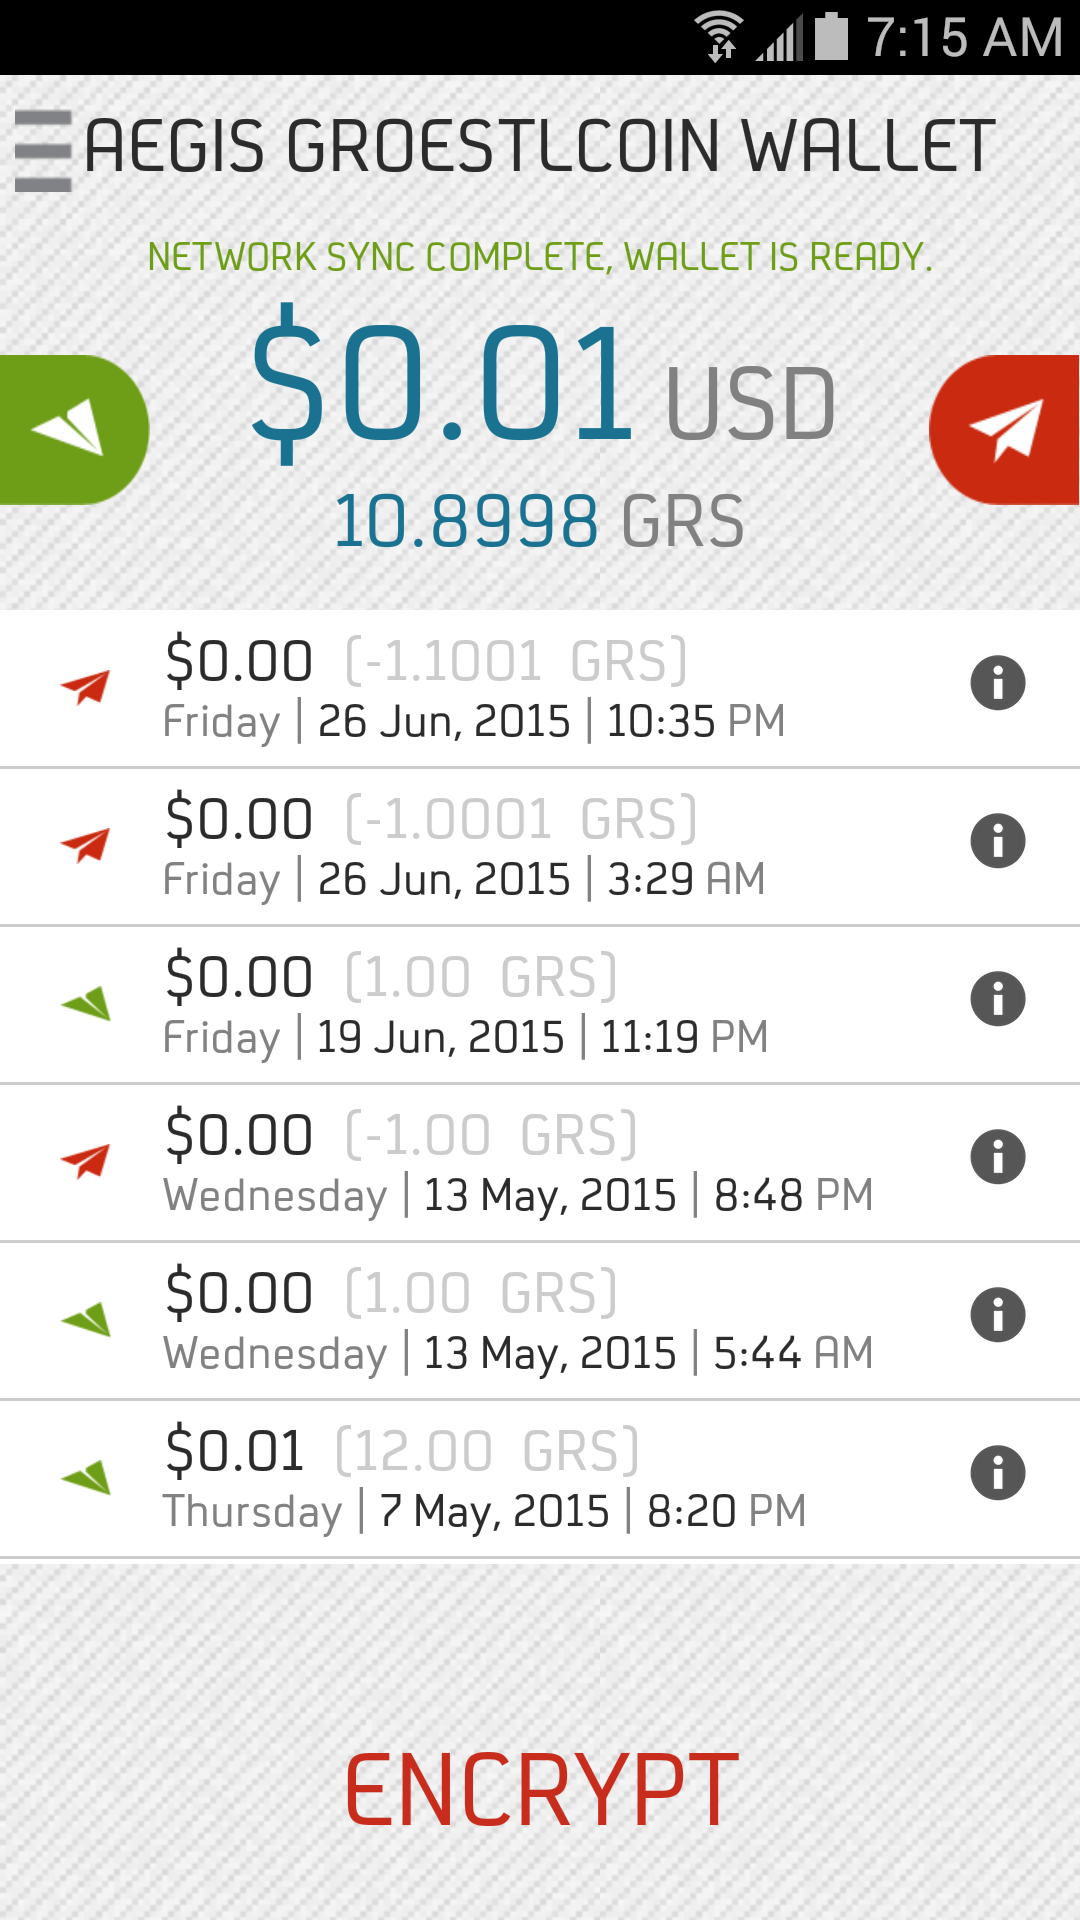 7:15 AM
AEGIS GROESTLCOIN WALLET
NETWORK SYNC COMPLETE, WALLET IS READY.
$0.01 USD
10.8998 GRS
$0.00 (-1.1001 GRS)
Friday | 26 Jun, 2015 | 10:35 PM
$0.00 (-1.0001 GRS)
Friday | 26 Jun, 2015 | 3:29 AM
$0.00 (1.00 GRS)
Friday | 19 Jun, 2015 | 11:19 PM
$0.00 (-1.00 GRS)
Wednesday | 13 May, 2015 | 8:48 PM
$0.00 (1.00 GRS)
Wednesday | 13 May, 2015 | 5:44 AM
$0.01 (12.00 GRS)
Thursday | 7 May, 2015 | 8:20 PM
ENCRYPT